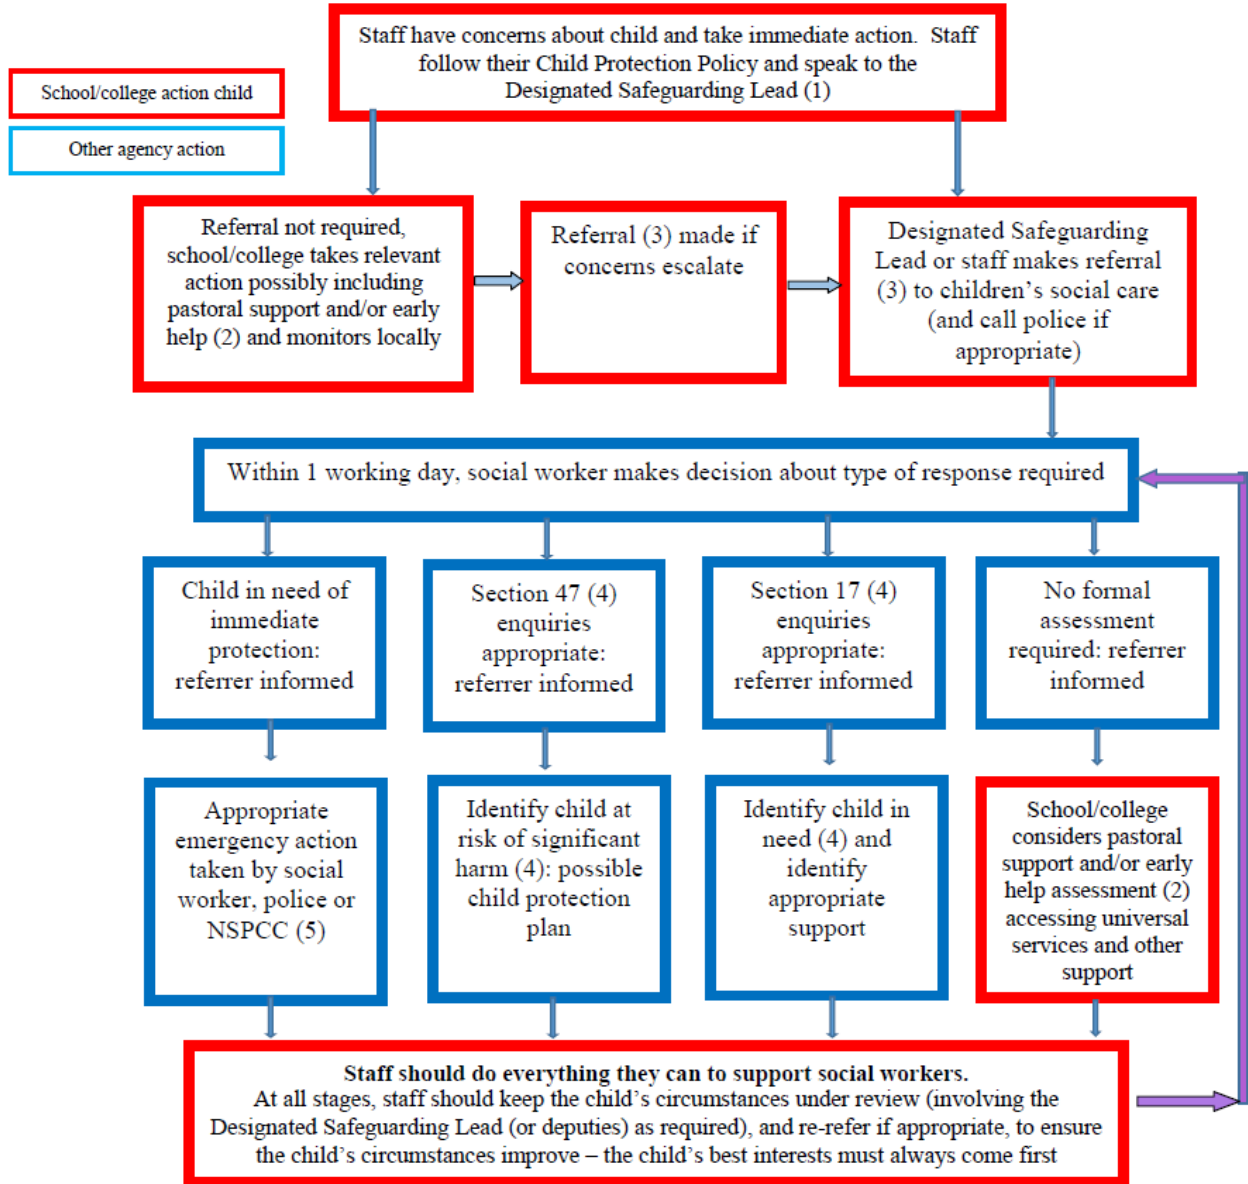 Staff have concerns about child and take immediate action.  Staff
follow their Child Protection Policy and speak to the
Designated Safeguarding Lead (1)
School/college action child
Other agency action
Referral not required,
school/college takes relevant
action possibly including
pastoral support and/or early
help (2) and monitors locally
Referral (3) made if
concerns escalate
Designated Safeguarding
Lead or staff makes referral
(3) to children’s social care
(and call police if
appropriate)
Within 1 working day, social worker makes decision about type of response required
Child in need of
immediate
protection:
referrer informed
Section 47 (4)
enquiries
appropriate:
referrer informed
Section 17 (4)
enquiries
appropriate:
referrer informed
No formal
assessment
required: referrer
informed
Appropriate
emergency action
taken by social
worker, police or
NSPCC (5)
Identify child at
risk of significant
harm (4): possible
child protection
plan
Identify child in
need (4) and
identify
appropriate
support
School/college
considers pastoral
support and/or early
help assessment (2)
accessing universal
services and other
support
Staff should do everything they can to support social workers.
At all stages, staff should keep the child’s circumstances under review (involving the
Designated Safeguarding Lead (or deputies) as required), and re-refer if appropriate, to ensure
the child’s circumstances improve – the child’s best interests must always come first